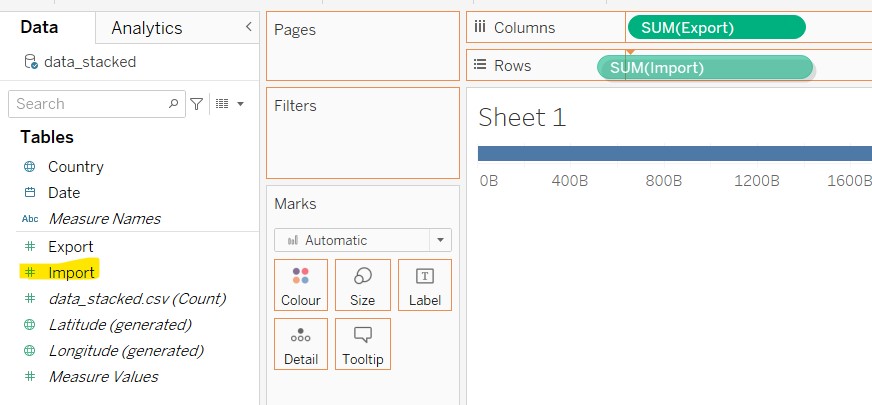 Data
Analytics
data_stacked
Search
Tables
Country
Date
Abc Measure Names
Export
Import
data_stacked.csv (Count)
Latitude (generated)
Longitude (generated)
Measure Values
Pages
Filters
Marks
Automatic
Colour
Size
T
Label
Detail
Tooltip
Columns
SUM(Export)
Rows
SUM(Import)
Sheet 1
0B 400B 800B 1200B 1600B